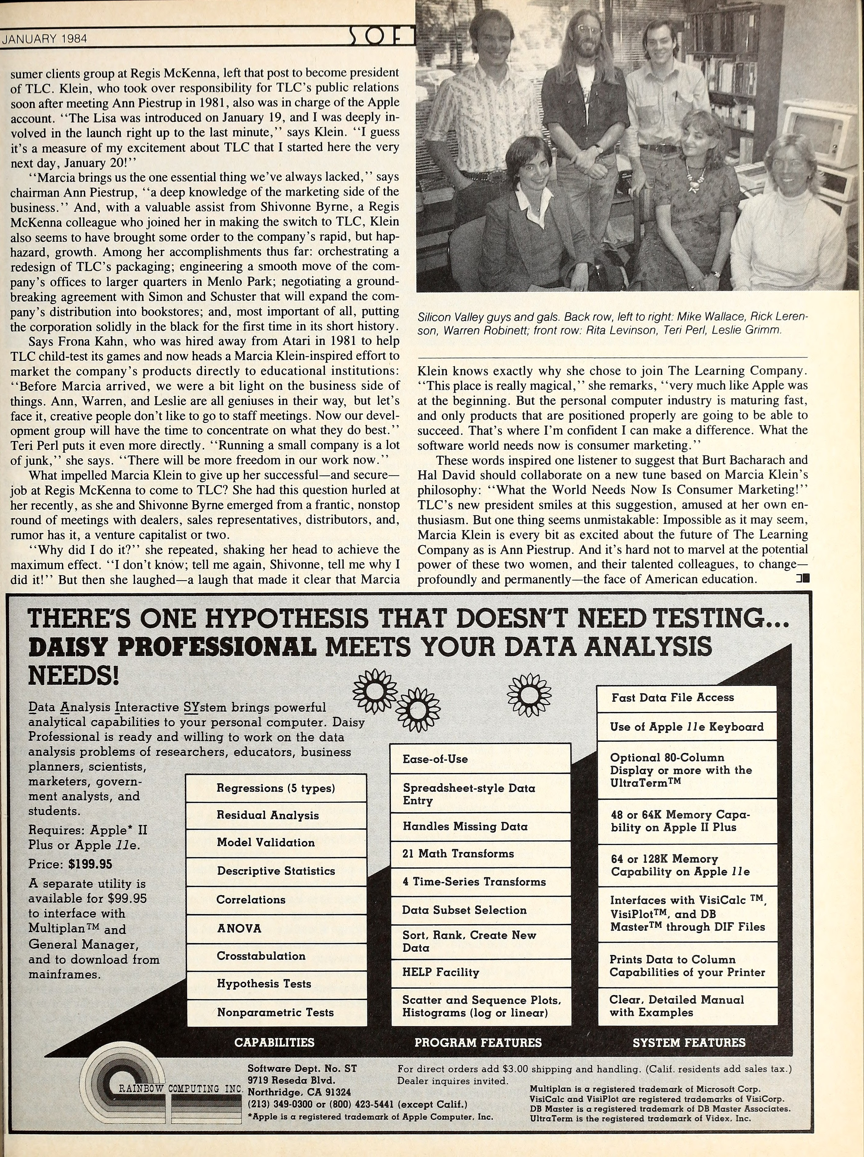 JANUARY 1984
SOFT
sumer clients group at Regis McKenna, left that post to become president
of TLC. Klein, who took over responsibility for TLC's public relations
soon after meeting Ann Piestrup in 1981, also was in charge of the Apple
account. "The Lisa was introduced on January 19, and I was deeply in-
volved in the launch right up to the last minute," says Klein. "I guess
it's a measure of my excitement about TLC that I started here the very
next day, January 20!"
"Marcia brings us the one essential thing we've always lacked," says
chairman Ann Piestrup, "a deep knowledge of the marketing side of the
business." And, with a valuable assist from Shivonne Byrne, a Regis
McKenna colleague who joined her in making the switch to TLC, Klein
also seems to have brought some order to the company's rapid, but hap-
hazard, growth. Among her accomplishments thus far: orchestrating a
redesign of TLC's packaging; engineering a smooth move of the com-
pany's offices to larger quarters in Menlo Park; negotiating a ground-
breaking agreement with Simon and Schuster that will expand the com-
pany's distribution into bookstores; and, most important of all, putting
the corporation solidly in the black for the first time in its short history.
Says Frona Kahn, who was hired away from Atari in 1981 to help
TLC child-test its games and now heads a Marcia Klein-inspired effort to
market the company's products directly to educational institutions:
"Before Marcia arrived, we were a bit light on the business side of
things. Ann, Warren, and Leslie are all geniuses in their way, but let's
face it, creative people don't like to go to staff meetings. Now our devel-
opment group will have the time to concentrate on what they do best."
Teri Perl puts it even more directly. "Running a small company is a lot
of junk," she says. "There will be more freedom in our work now."
What impelled Marcia Klein to give up her successful—and secure—
job at Regis McKenna to come to TLC? She had this question hurled at
her recently, as she and Shivonne Byrne emerged from a frantic, nonstop
round of meetings with dealers, sales representatives, distributors, and,
rumor has it, a venture capitalist or two.
"Why did I do it?" she repeated, shaking her head to achieve the
maximum effect. "I don't know; tell me again, Shivonne, tell me why I
did it!" But then she laughed—a laugh that made it clear that Marcia
Silicon Valley guys and gals. Back row, left to right: Mike Wallace, Rick Leren-
son, Warren Robinett; front row: Rita Levinson, Teri Perl, Leslie Grimm.
Klein knows exactly why she chose to join The Learning Company.
"This place is really magical," she remarks, "very much like Apple was
at the beginning. But the personal computer industry is maturing fast,
and only products that are positioned properly are going to be able to
succeed. That's where I'm confident I can make a difference. What the
software world needs now is consumer marketing."
These words inspired one listener to suggest that Burt Bacharach and
Hal David should collaborate on a new tune based on Marcia Klein's
philosophy: "What the World Needs Now Is Consumer Marketing!"
TLC's new president smiles at this suggestion, amused at her own en-
thusiasm. But one thing seems unmistakable: Impossible as it may seem,
Marcia Klein is every bit as excited about the future of The Learning
Company as is Ann Piestrup. And it's hard not to marvel at the potential
power of these two women, and their talented colleagues, to change—
profoundly and permanently—the face of American education.
THERE'S ONE HYPOTHESIS THAT DOESN'T NEED TESTING...
DAISY PROFESSIONAL MEETS YOUR DATA ANALYSIS
NEEDS!
Data Analysis Interactive SYstem brings powerful
analytical capabilities to your personal computer. Daisy
Professional is ready and willing to work on the data
analysis problems of researchers, educators, business
planners, scientists,
marketers, govern-
ment analysts, and
students.
Requires: Apple* II
Plus or Apple IIe.
Price: $199.95
A separate utility is
available for $99.95
to interface with
Multiplan™ and
General Manager,
and to download from
mainframes.
Regressions (5 types)
Residual Analysis
Model Validation
Descriptive Statistics
Correlations
ANOVA
Crosstabulation
Hypothesis Tests
Nonparametric Tests
CAPABILITIES
Ease-of-Use
Spreadsheet-style Data
Entry
Handles Missing Data
21 Math Transforms
4 Time-Series Transforms
Data Subset Selection
Sort, Rank, Create New
Data
HELP Facility
Scatter and Sequence Plots,
Histograms (log or linear)
PROGRAM FEATURES
Fast Data File Access
Use of Apple IIe Keyboard
Optional 80-Column
Display or more with the
UltraTerm™
48 or 64K Memory Capa-
bility on Apple II Plus
64 or 128K Memory
Capability on Apple IIe
Interfaces with VisiCalc™,
VisiPlot™, and DB
Master™ through DIF Files
Prints Data to Column
Capabilities of your Printer
Clear, Detailed Manual
with Examples
SYSTEM FEATURES
RAINBOW COMPUTING INC
Software Dept. No. ST
9719 Reseda Blvd.
Northridge, CA 91324
(213) 349-0300 or (800) 423-5441 (except Calif.)
*Apple is a registered trademark of Apple Computer, Inc.
For direct orders add $3.00 shipping and handling. (Calif. residents add sales tax.)
Dealer inquires invited.
Multiplan is a registered trademark of Microsoft Corp.
VisiCalc and VisiPlot are registered trademarks of VisiCorp.
DB Master is a registered trademark of DB Master Associates.
UltraTerm is the registered trademark of Videx, Inc.